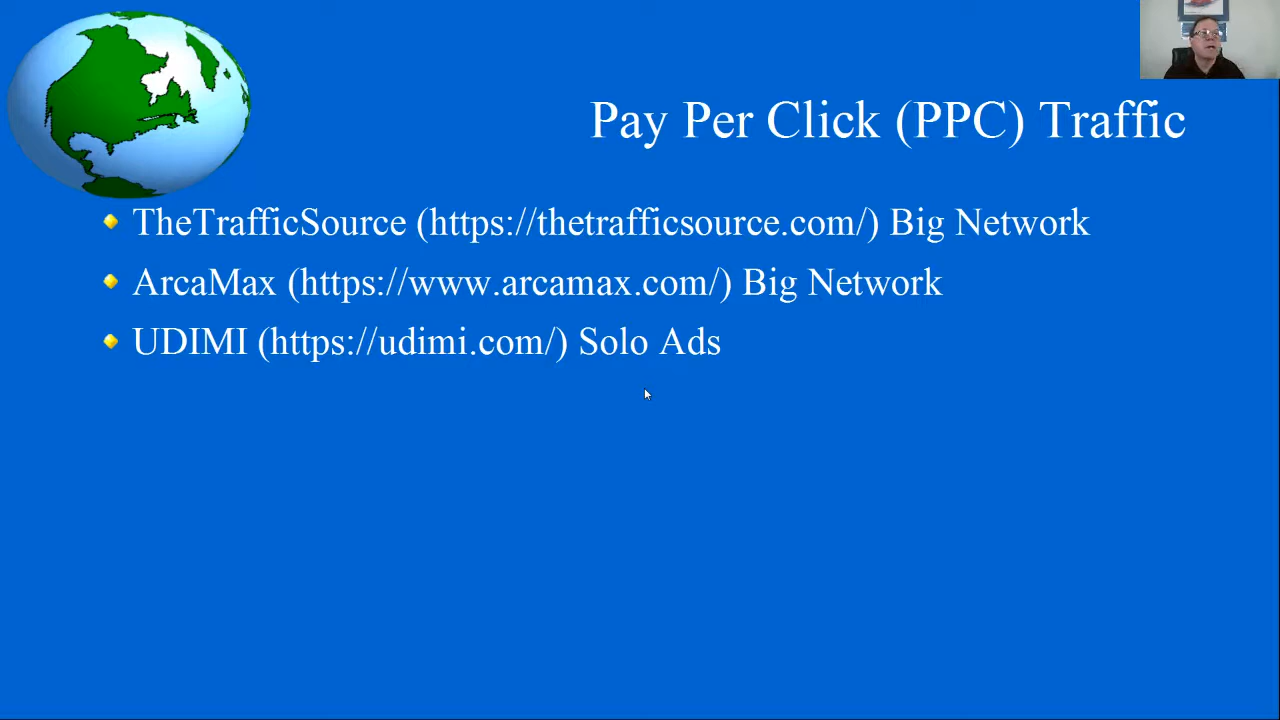 Pay Per Click (PPC) Traffic
TheTrafficSource (https://thetrafficsource.com/) Big Network
ArcaMax (https://www.arcamax.com/) Big Network
UDIMI (https://udimi.com/) Solo Ads